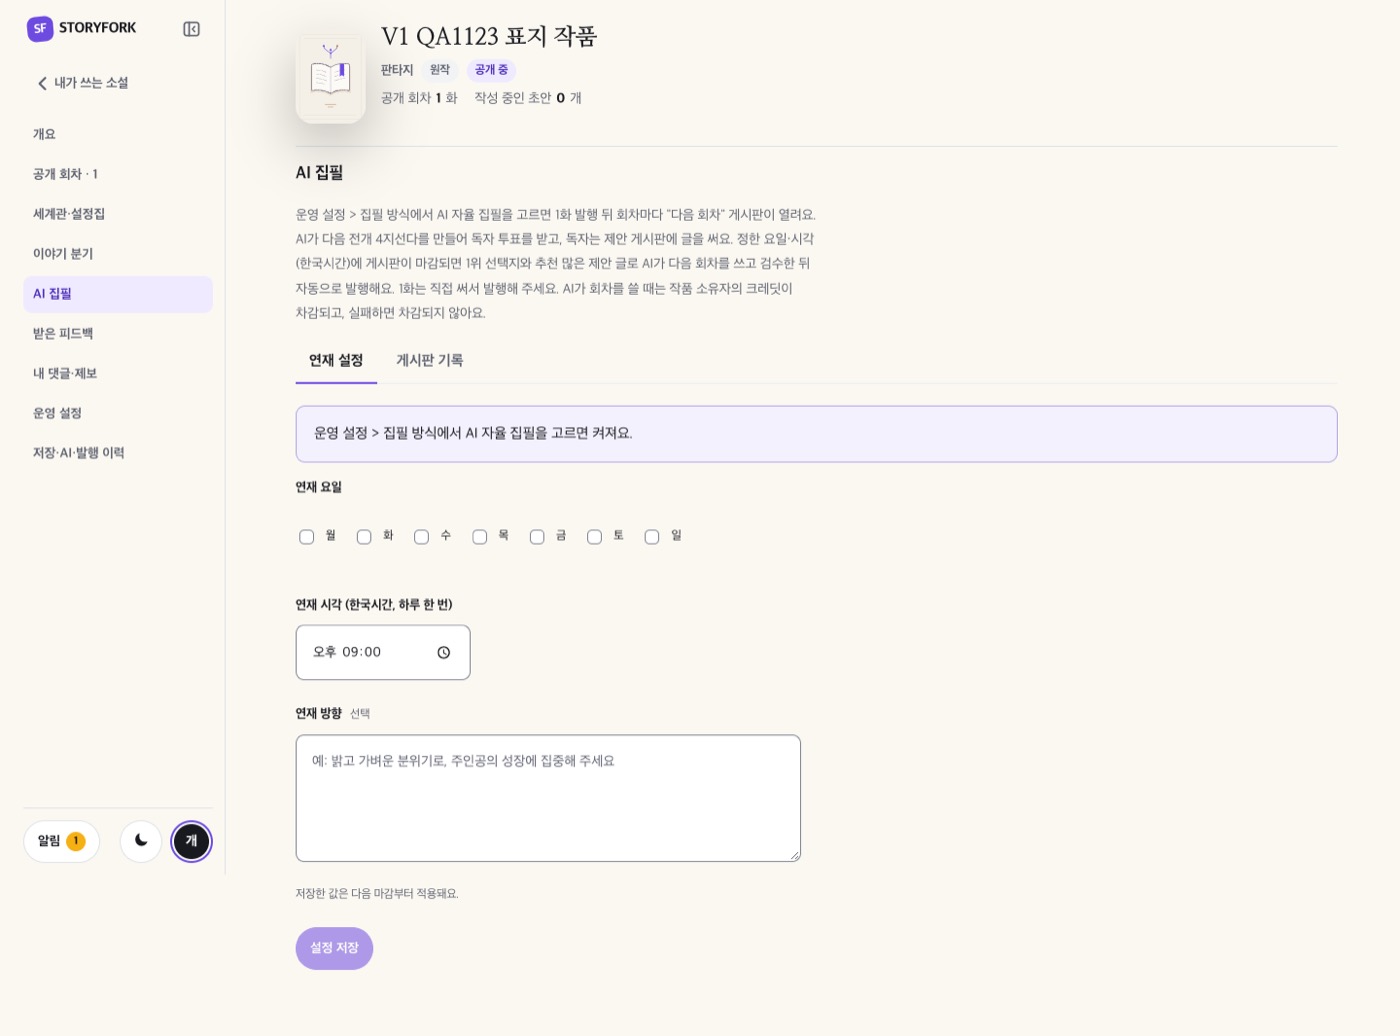 SF STORYFORK
내가 쓰는 소설
개요
공개 회차 · 1
세계관·설정집
이야기 분기
AI 집필
받은 피드백
내 댓글·제보
운영 설정
저장·AI·발행 이력
알림 1
개
V1 QA1123 표지 작품
판타지 원작 공개 중
공개 회차 1 화 작성 중인 초안 0 개
AI 집필
운영 설정 > 집필 방식에서 AI 자율 집필을 고르면 1화 발행 뒤 회차마다 "다음 회차" 게시판이 열려요.
AI가 다음 전개 4지선다를 만들어 독자 투표를 받고, 독자는 제안 게시판에 글을 써요. 정한 요일·시각
(한국시간)에 게시판이 마감되면 1위 선택지와 추천 많은 제안 글로 AI가 다음 회차를 쓰고 검수한 뒤
자동으로 발행해요. 1화는 직접 써서 발행해 주세요. AI가 회차를 쓸 때는 작품 소유자의 크레딧이
차감되고, 실패하면 차감되지 않아요.
연재 설정 게시판 기록
운영 설정 > 집필 방식에서 AI 자율 집필을 고르면 켜져요.
연재 요일
월 화 수 목 금 토 일
연재 시각 (한국시간, 하루 한 번)
오후 09:00
연재 방향 선택
예: 밝고 가벼운 분위기로, 주인공의 성장에 집중해 주세요
저장한 값은 다음 마감부터 적용돼요.
설정 저장